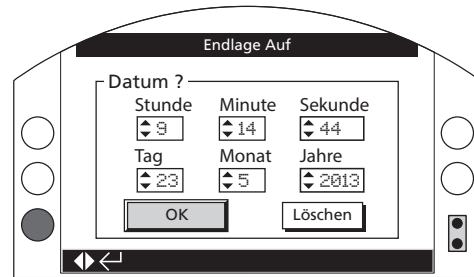 Endlage Auf
Datum ?
Stunde Minute Sekunde
9 14 44
Tag Monat Jahre
23 5 2013
OK Löschen